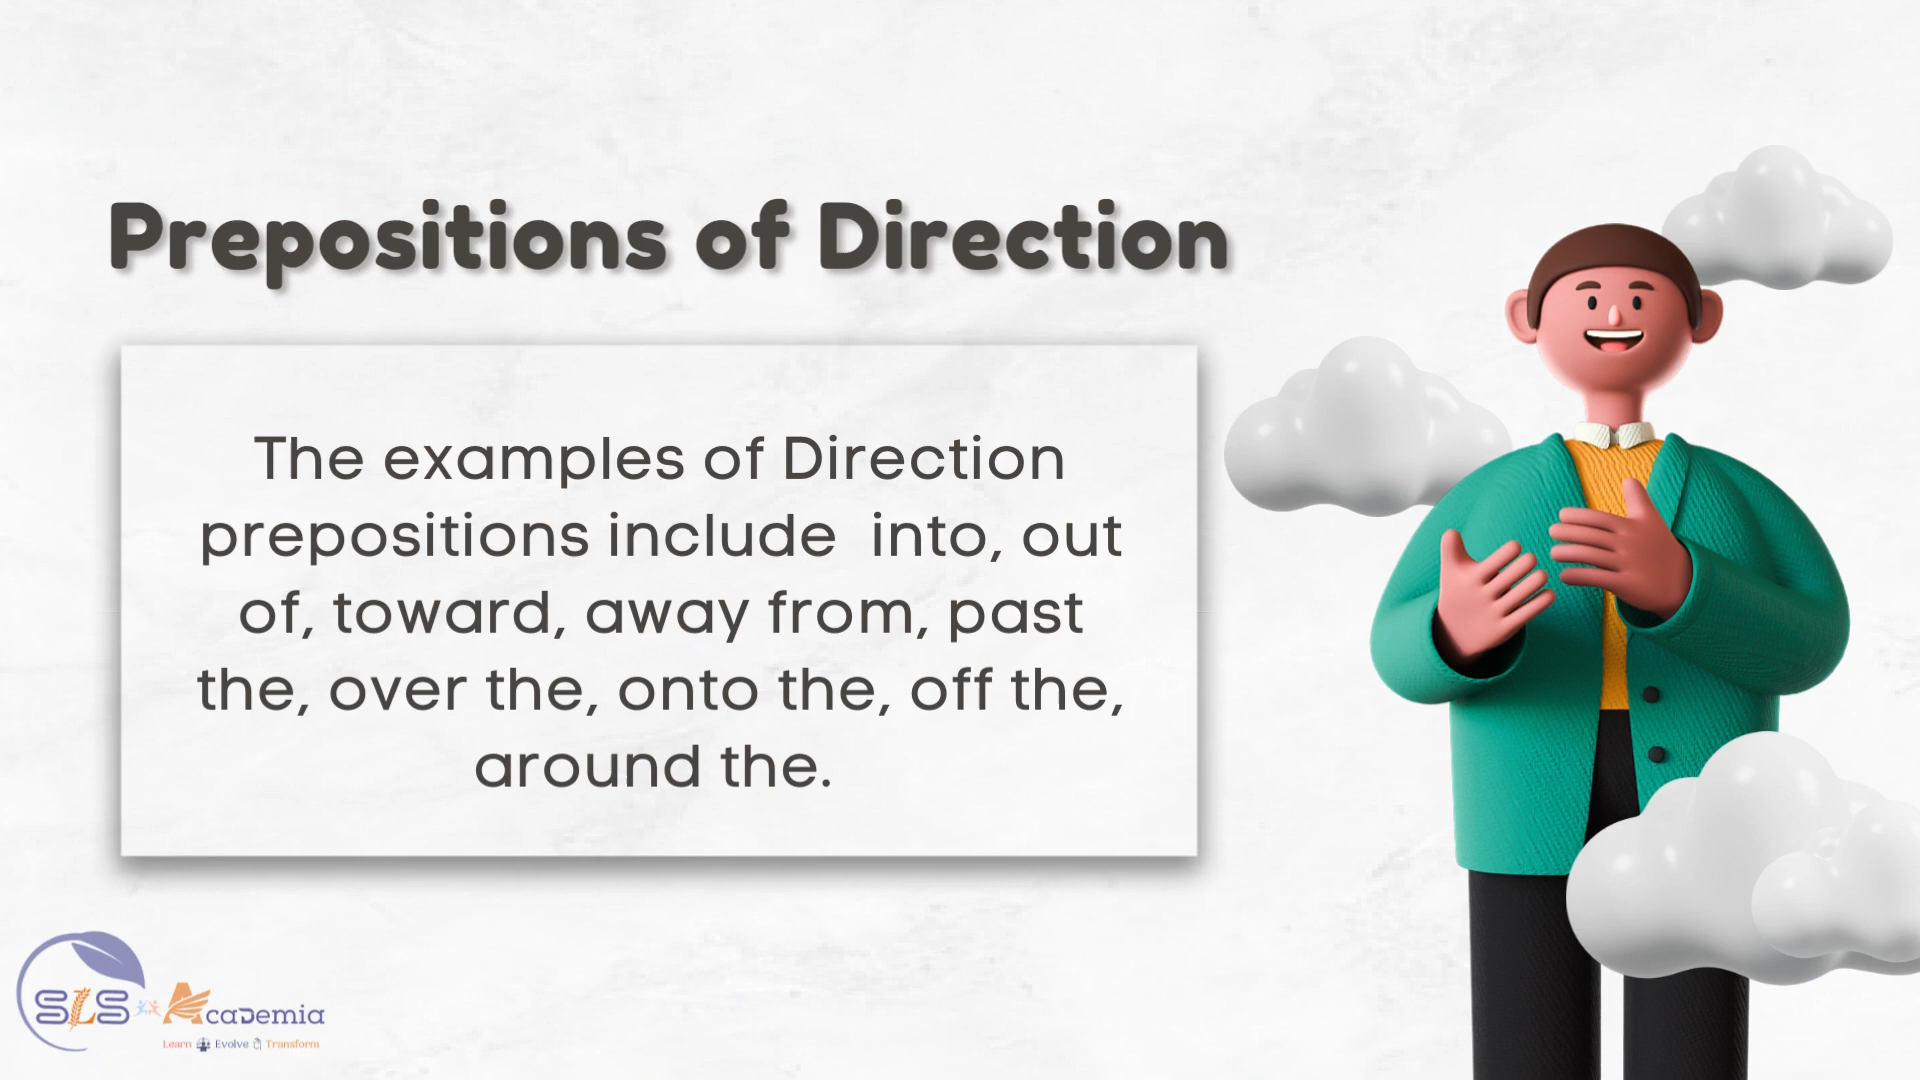 Prepositions of Direction
The examples of Direction
prepositions include  into, out
of, toward, away from, past
the, over the, onto the, off the,
around the.
SLS AcaDemia
Learn Evolve Transform